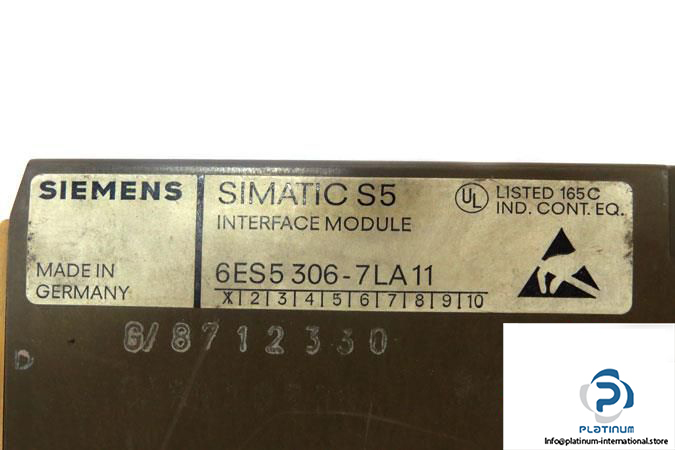 SIEMENS
MADE IN
GERMANY
SIMATIC S5
INTERFACE MODULE
6ES5 306-7LA11
X|2|3|4|5|6|7|8|9|10
UL
LISTED 165C
IND. CONT. EQ.
G/8712330
D
PLATINUM
Info@platinum-international.store